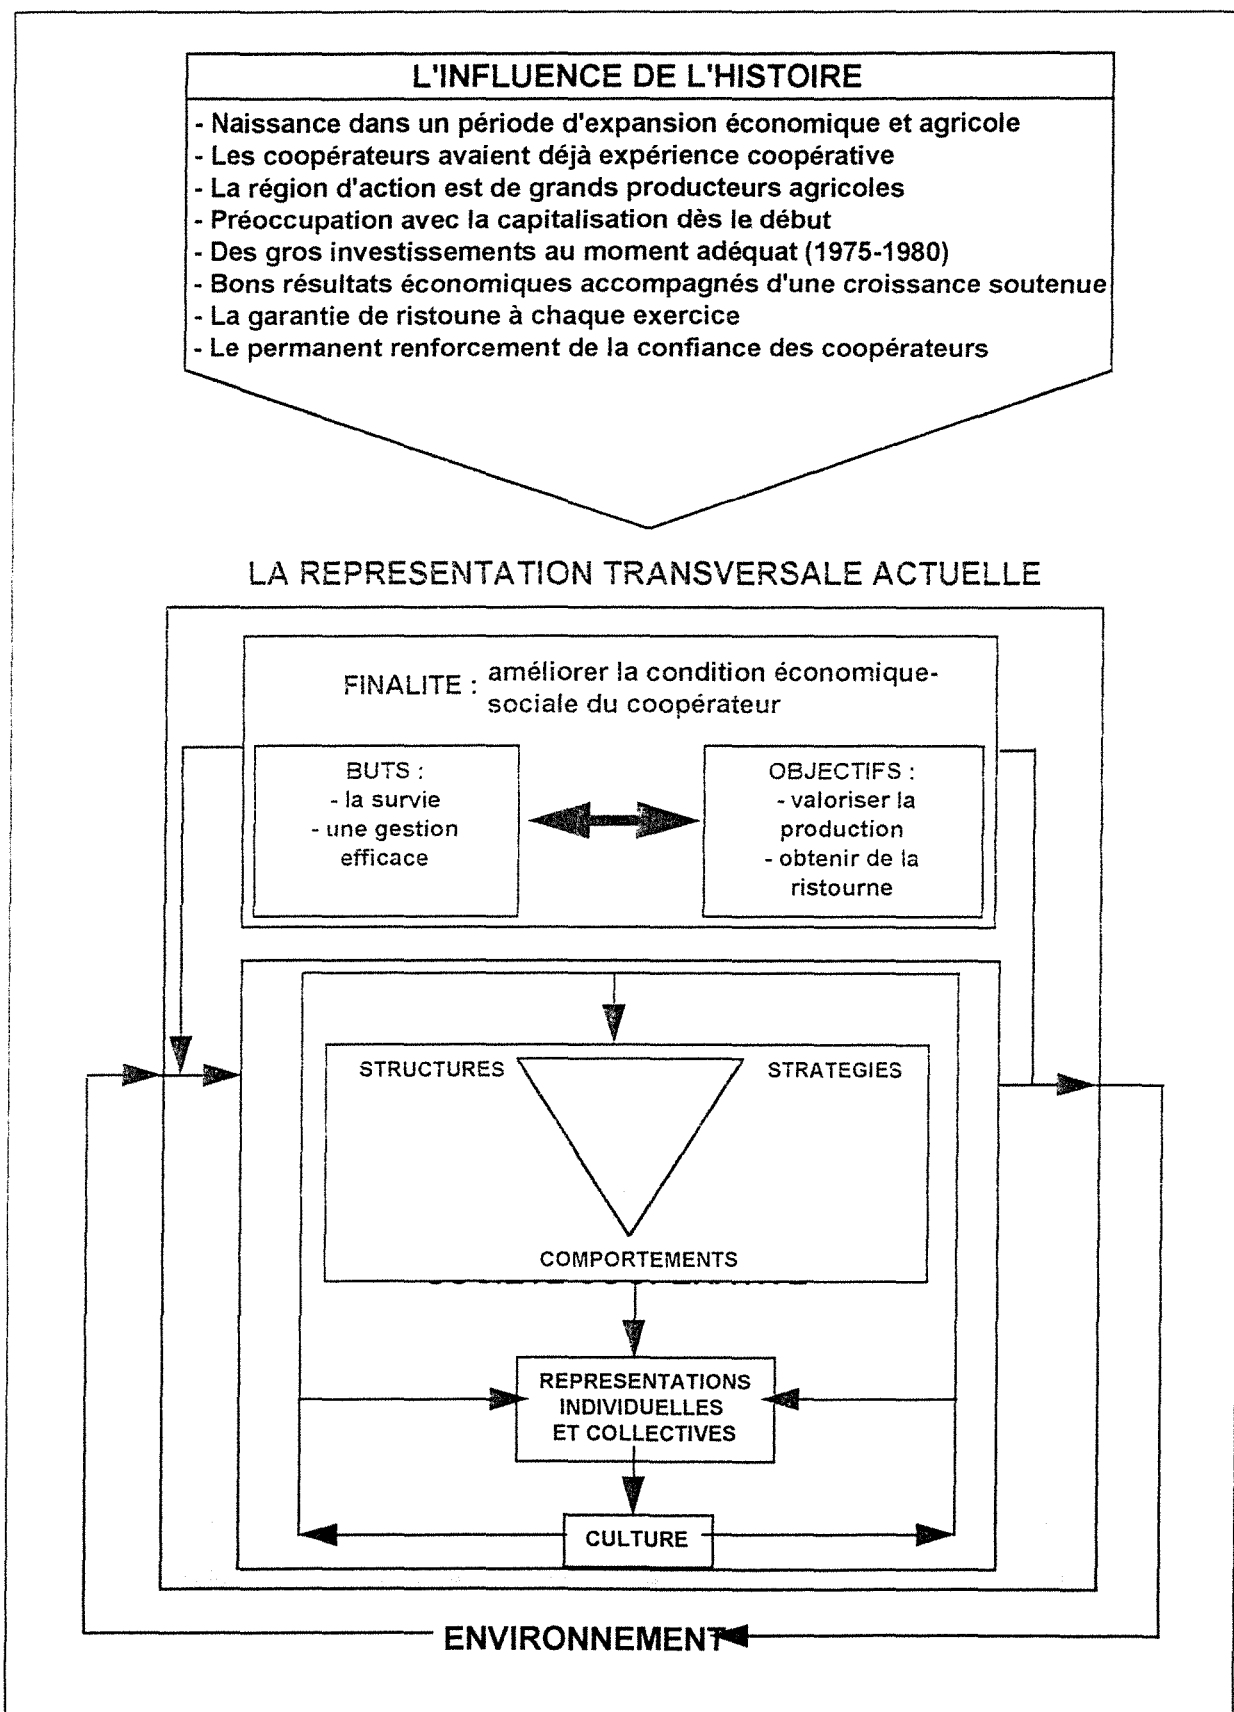 L'INFLUENCE DE L'HISTOIRE
- Naissance dans un période d'expansion économique et agricole
- Les coopérateurs avaient déjà expérience coopérative
- La région d'action est de grands producteurs agricoles
- Préoccupation avec la capitalisation dès le début
- Des gros investissements au moment adéquat (1975-1980)
- Bons résultats économiques accompagnés d'une croissance soutenue
- La garantie de ristoune à chaque exercice
- Le permanent renforcement de la confiance des coopérateurs
LA REPRESENTATION TRANSVERSALE ACTUELLE
FINALITE : améliorer la condition économique-
sociale du coopérateur
BUTS :
- la survie
- une gestion
efficace
OBJECTIFS :
- valoriser la
production
- obtenir de la
ristourne
STRUCTURES
STRATEGIES
COMPORTEMENTS
REPRESENTATIONS
INDIVIDUELLES
ET COLLECTIVES
CULTURE
ENVIRONNEMENT